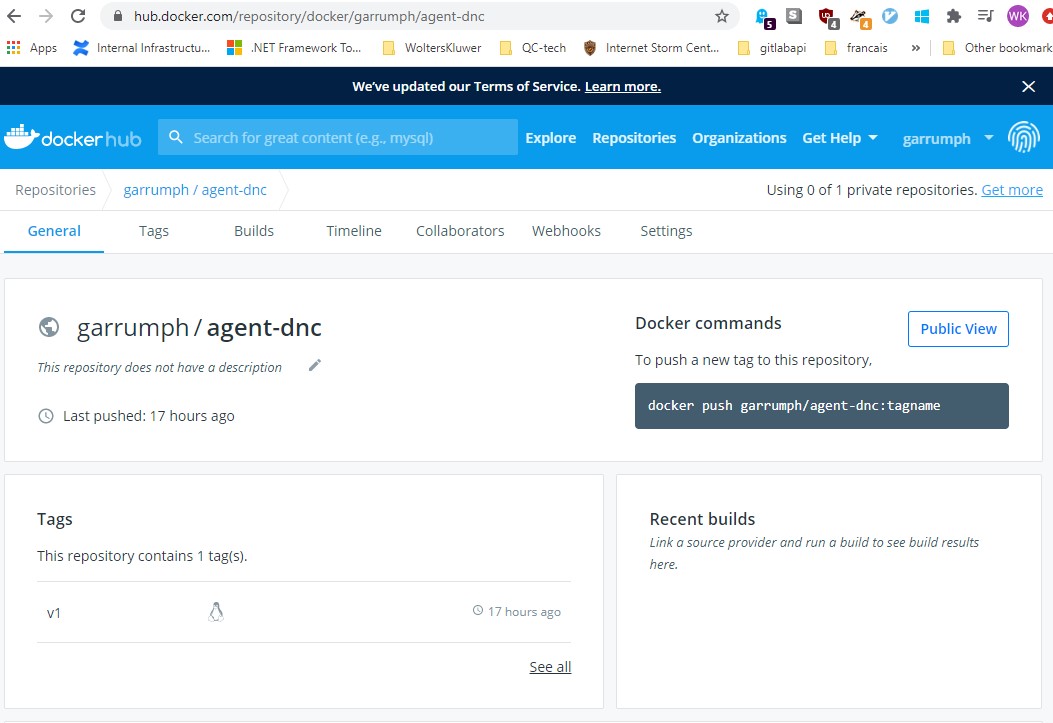 hub.docker.com/repository/docker/garrumph/agent-dnc
5
S
4
4
WK
Apps
Internal Infrastructu...
.NET Framework To...
WoltersKluwer
QC-tech
Internet Storm Cent...
gitlabapi
francais
»
Other bookmark
We've updated our Terms of Service. Learn more.
docker hub
Search for great content (e.g., mysql)
Explore
Repositories
Organizations
Get Help
garrumph
Repositories
garrumph / agent-dnc
Using 0 of 1 private repositories. Get more
General
Tags
Builds
Timeline
Collaborators
Webhooks
Settings
garrumph / agent-dnc
This repository does not have a description
Last pushed: 17 hours ago
Docker commands
Public View
To push a new tag to this repository,
docker push garrumph/agent-dnc:tagname
Tags
This repository contains 1 tag(s).
v1
17 hours ago
See all
Recent builds
Link a source provider and run a build to see build results
here.